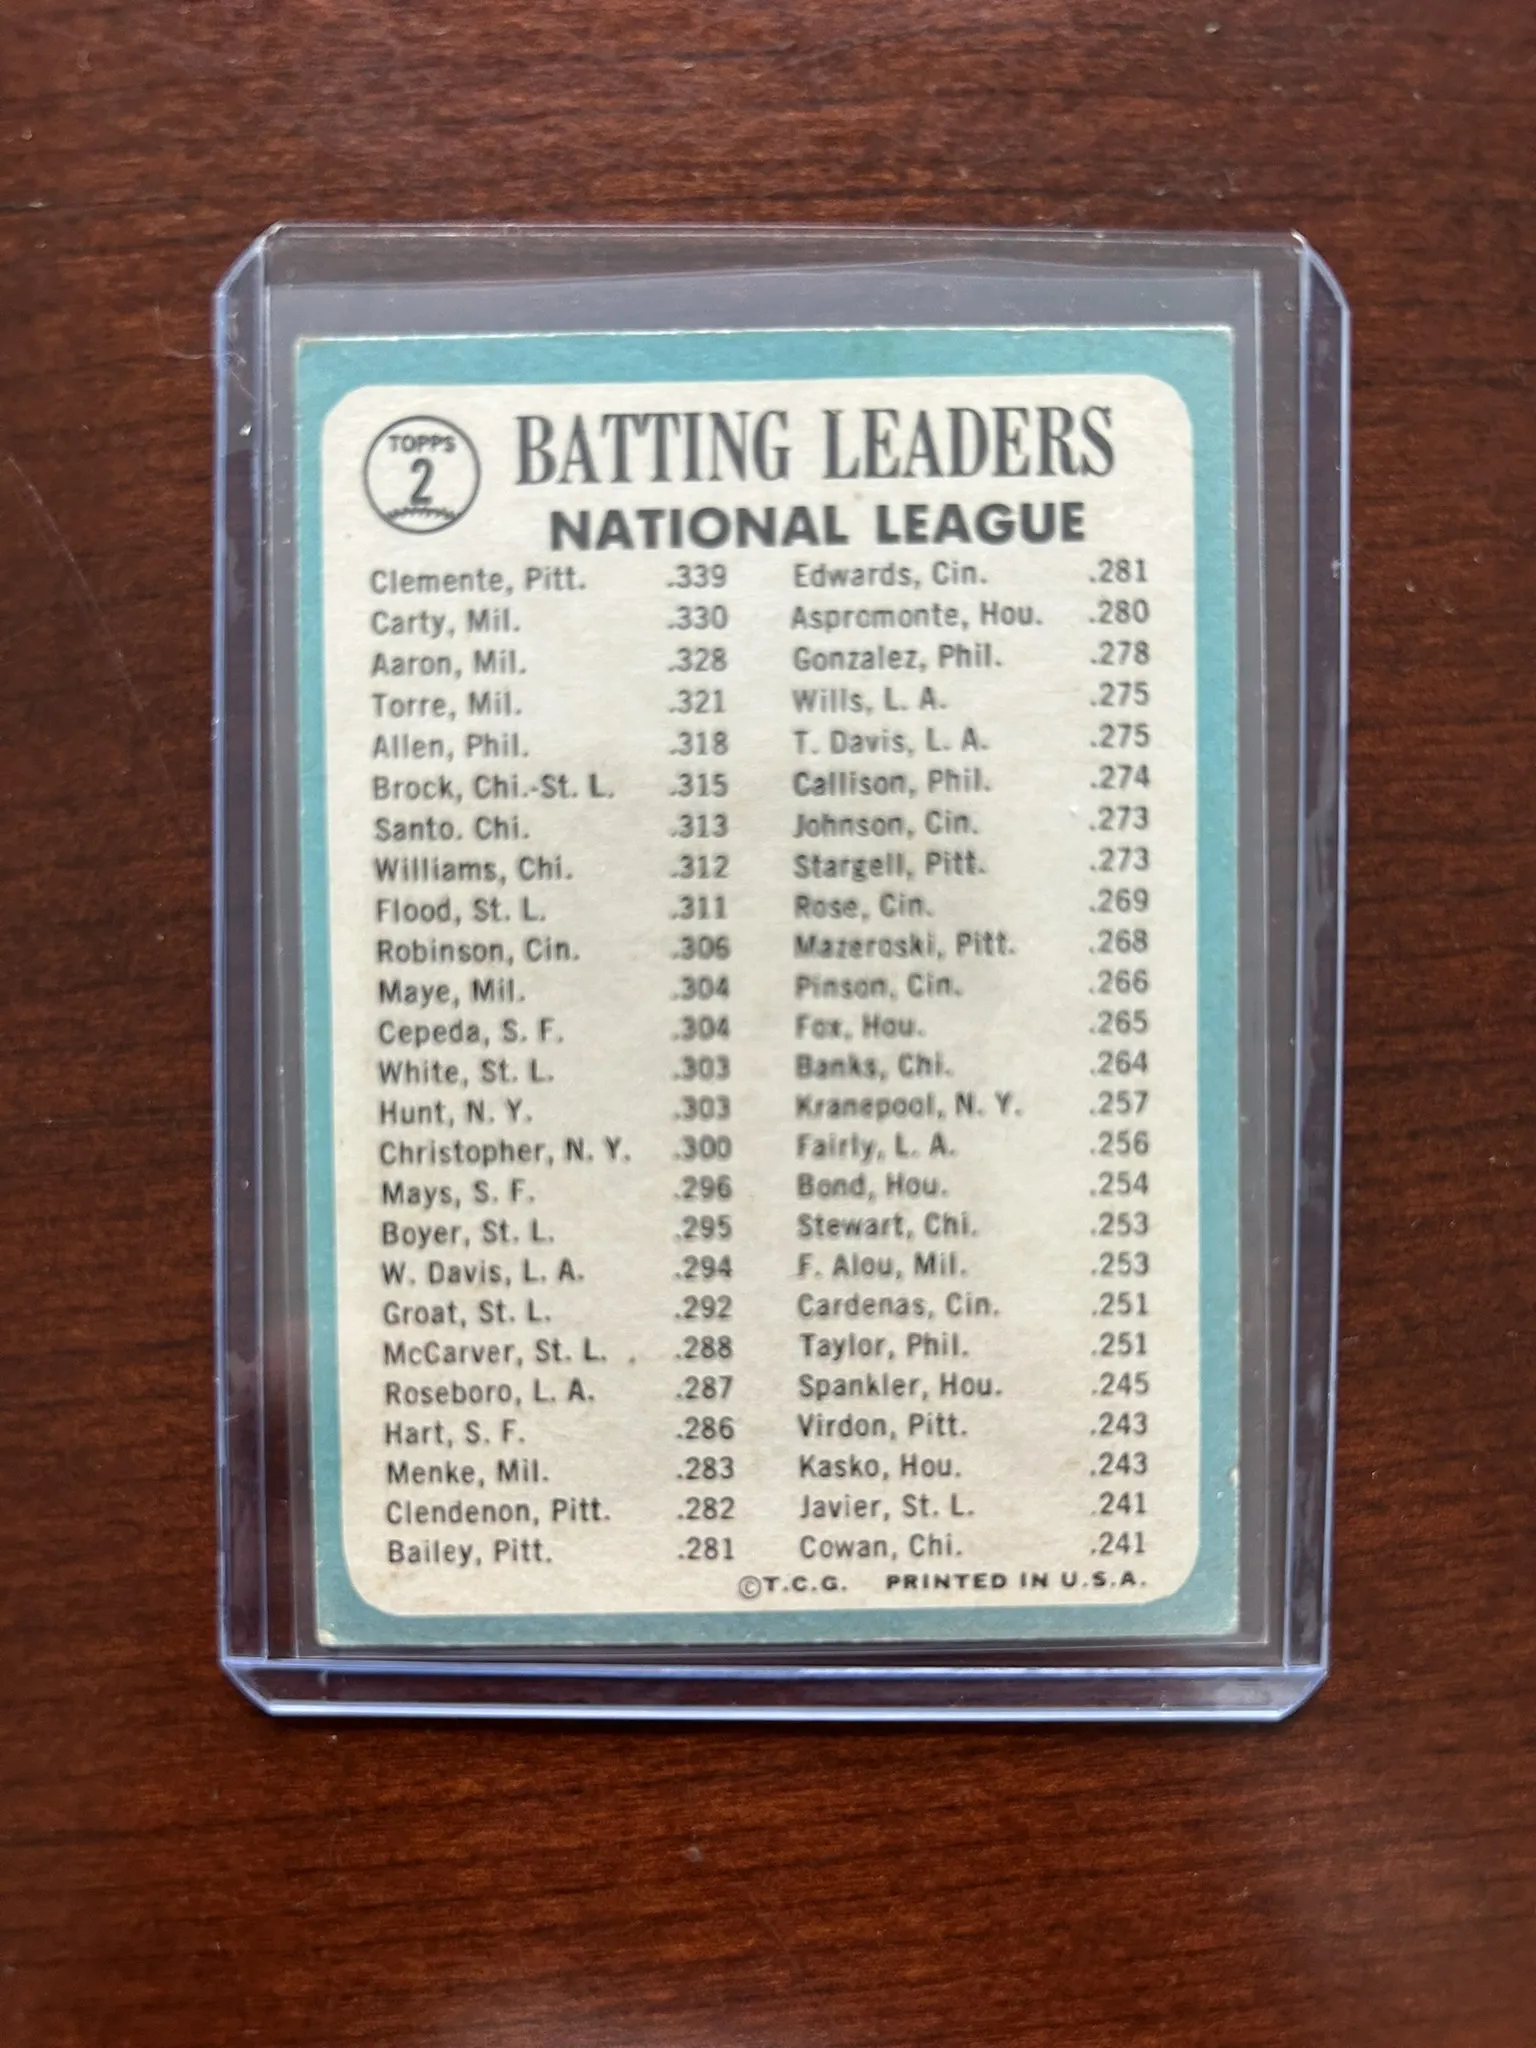 TOPPS
2
BATTING LEADERS
NATIONAL LEAGUE
Clemente, Pitt. .339
Carty, Mil. .330
Aaron, Mil. .328
Torre, Mil. .321
Allen, Phil. .318
Brock, Chi.-St. L. .315
Santo. Chi. .313
Williams, Chi. .312
Flood, St. L. .311
Robinson, Cin. .306
Maye, Mil. .304
Cepeda, S. F. .304
White, St. L. .303
Hunt, N. Y. .303
Christopher, N. Y. .300
Mays, S. F. .296
Boyer, St. L. .295
W. Davis, L. A. .294
Groat, St. L. .292
McCarver, St. L. .288
Roseboro, L. A. .287
Hart, S. F. .286
Menke, Mil. .283
Clendenon, Pitt. .282
Bailey, Pitt. .281
Edwards, Cin. .281
Aspromonte, Hou. .280
Gonzalez, Phil. .278
Wills, L. A. .275
T. Davis, L. A. .275
Callison, Phil. .274
Johnson, Cin. .273
Stargell, Pitt. .273
Rose, Cin. .269
Mazeroski, Pitt. .268
Pinson, Cin. .266
Fox, Hou. .265
Banks, Chi. .264
Kranepool, N. Y. .257
Fairly, L. A. .256
Bond, Hou. .254
Stewart, Chi. .253
F. Alou, Mil. .253
Cardenas, Cin. .251
Taylor, Phil. .251
Spankler, Hou. .245
Virdon, Pitt. .243
Kasko, Hou. .243
Javier, St. L. .241
Cowan, Chi. .241
©T.C.G. PRINTED IN U.S.A.